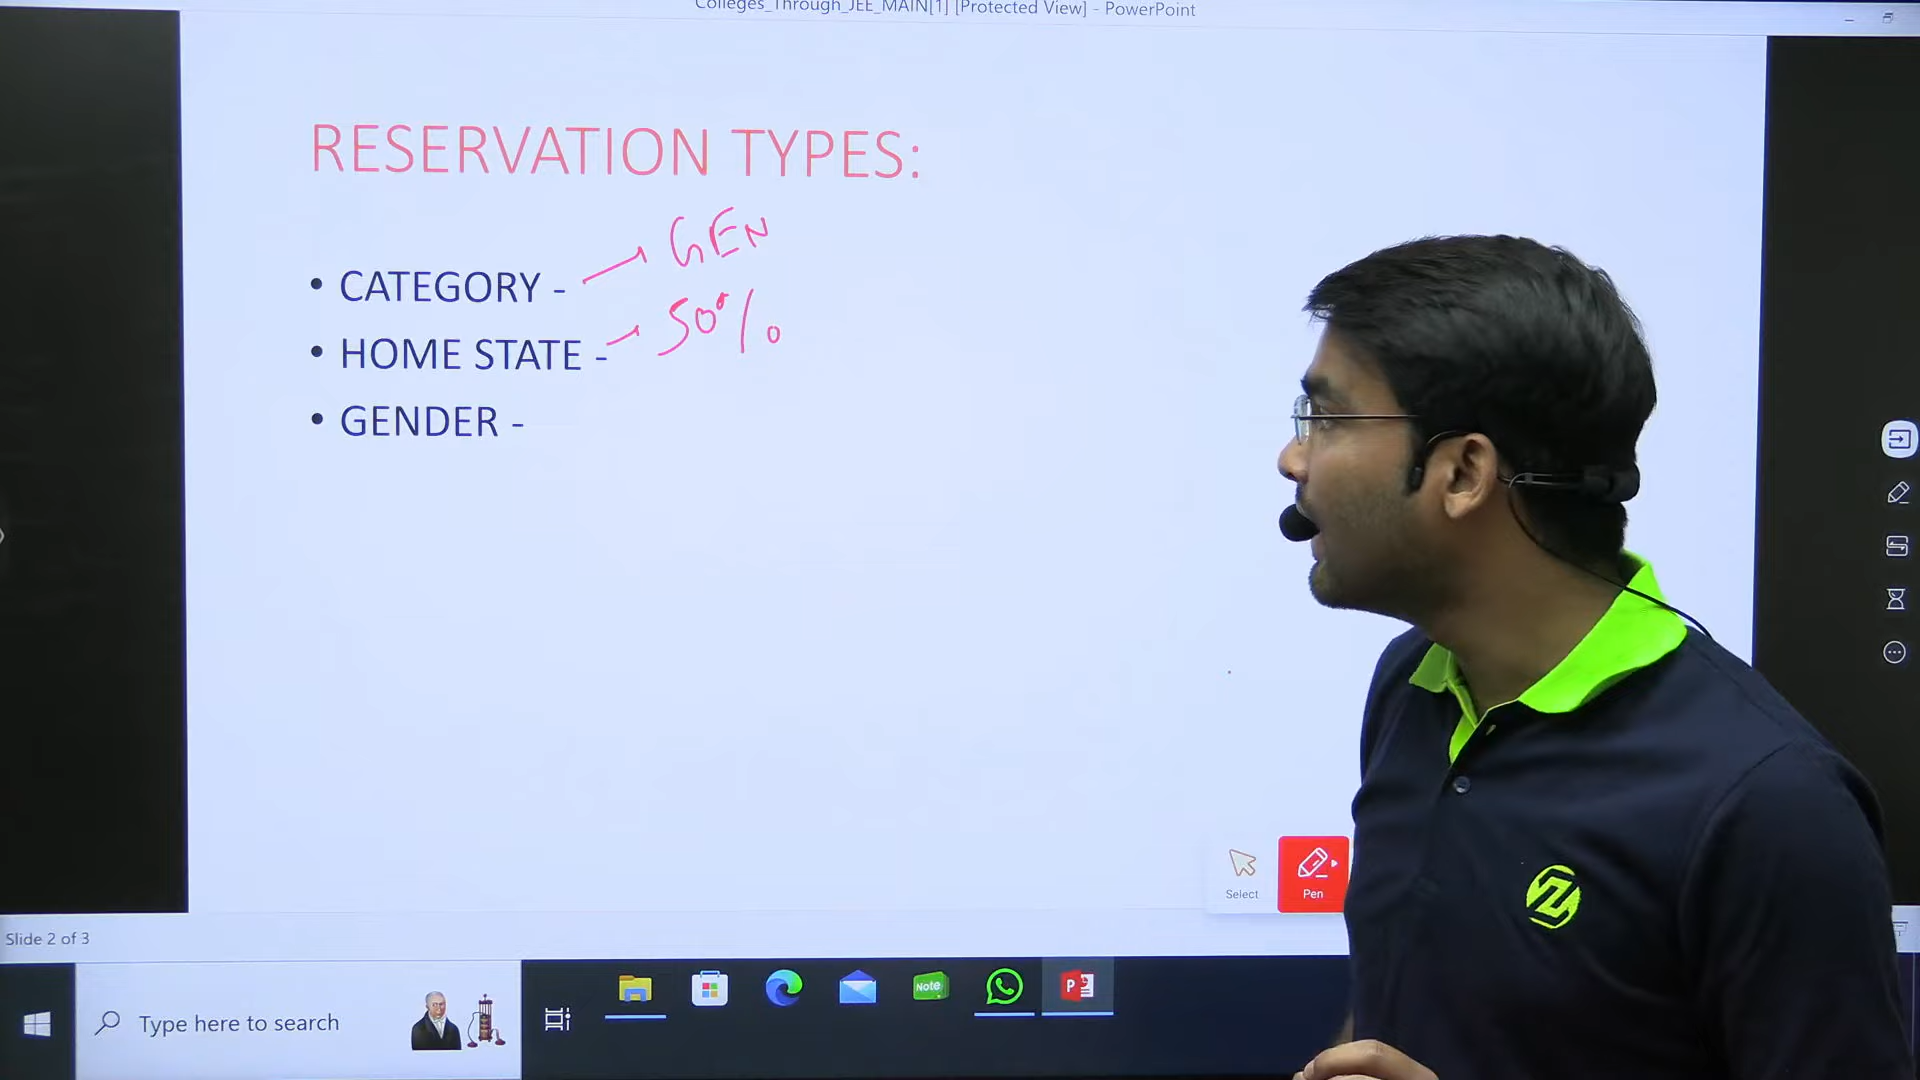 Colleges_Through_JEE_MAIN[1] [Protected View] - PowerPoint
RESERVATION TYPES:
• CATEGORY - → GEN
• HOME STATE - → 50%
• GENDER -
Select
Pen
Slide 2 of 3
Type here to search
Note